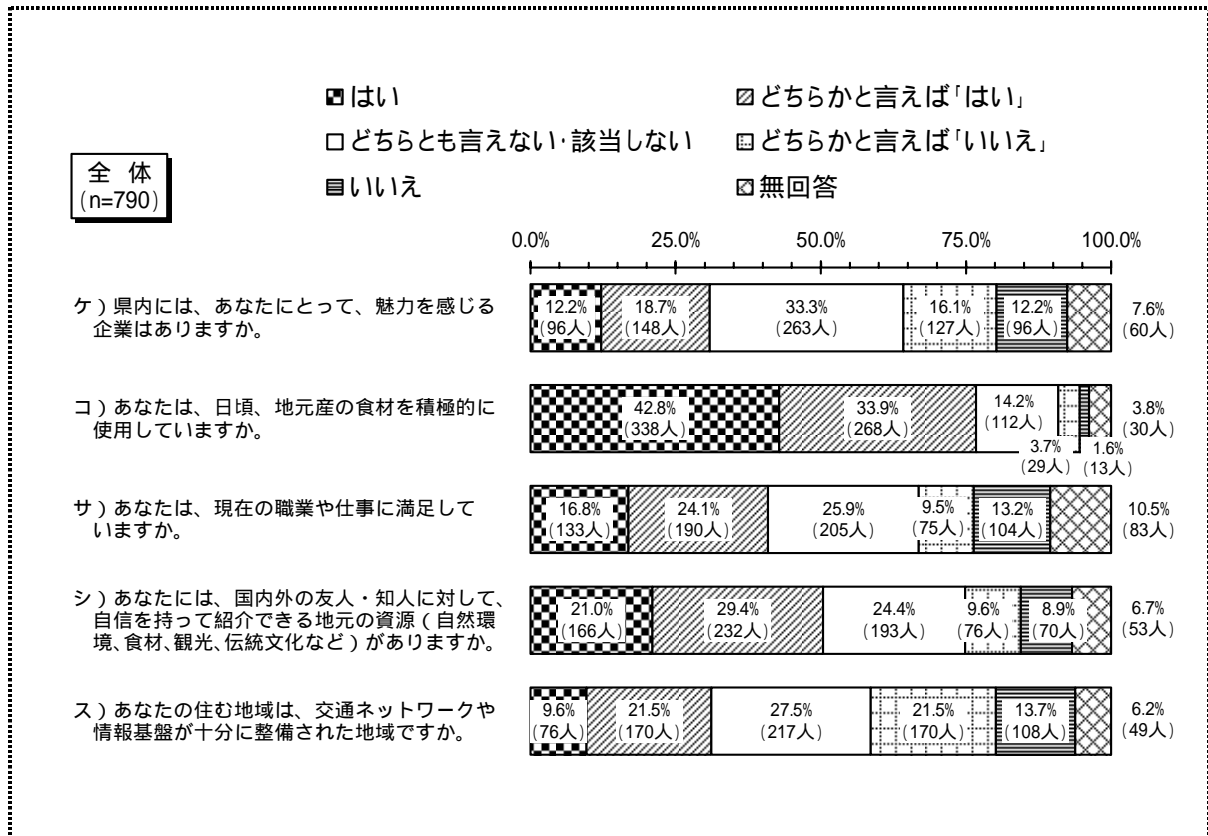 はい
どちらかと言えば「はい」
どちらとも言えない・該当しない
どちらかと言えば「いいえ」
いいえ
無回答
全 体
(n=790)
0.0% 25.0% 50.0% 75.0% 100.0%
ケ）県内には、あなたにとって、魅力を感じる
企業はありますか。
12.2% 18.7% 33.3% 16.1% 12.2% 7.6%
(96人) (148人) (263人) (127人) (96人) (60人)
コ）あなたは、日頃、地元産の食材を積極的に
使用していますか。
42.8% 33.9% 14.2% 3.8%
(338人) (268人) (112人) (30人)
3.7% 1.6%
(29人) (13人)
サ）あなたは、現在の職業や仕事に満足して
いますか。
16.8% 24.1% 25.9% 9.5% 13.2% 10.5%
(133人) (190人) (205人) (75人) (104人) (83人)
シ）あなたには、国内外の友人・知人に対して、
自信を持って紹介できる地元の資源（自然環
境、食材、観光、伝統文化など）がありますか。
21.0% 29.4% 24.4% 9.6% 8.9% 6.7%
(166人) (232人) (193人) (76人) (70人) (53人)
ス）あなたの住む地域は、交通ネットワークや
情報基盤が十分に整備された地域ですか。
9.6% 21.5% 27.5% 21.5% 13.7% 6.2%
(76人) (170人) (217人) (170人) (108人) (49人)